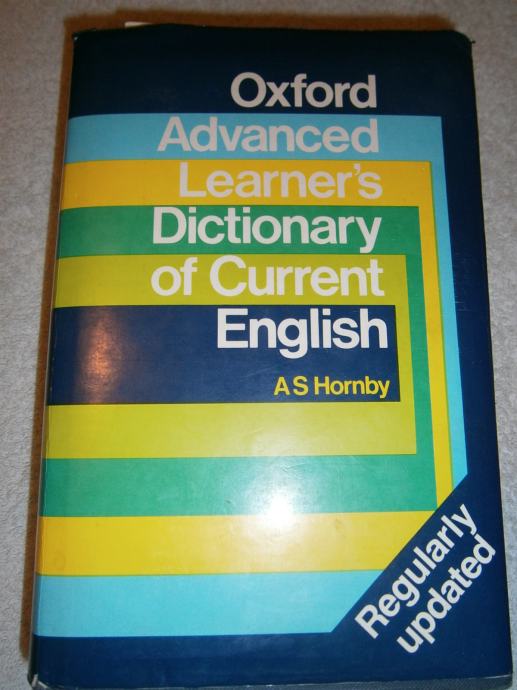 Oxford
Advanced
Learner's
Dictionary
of Current
English
A S Hornby
Regularly
updated